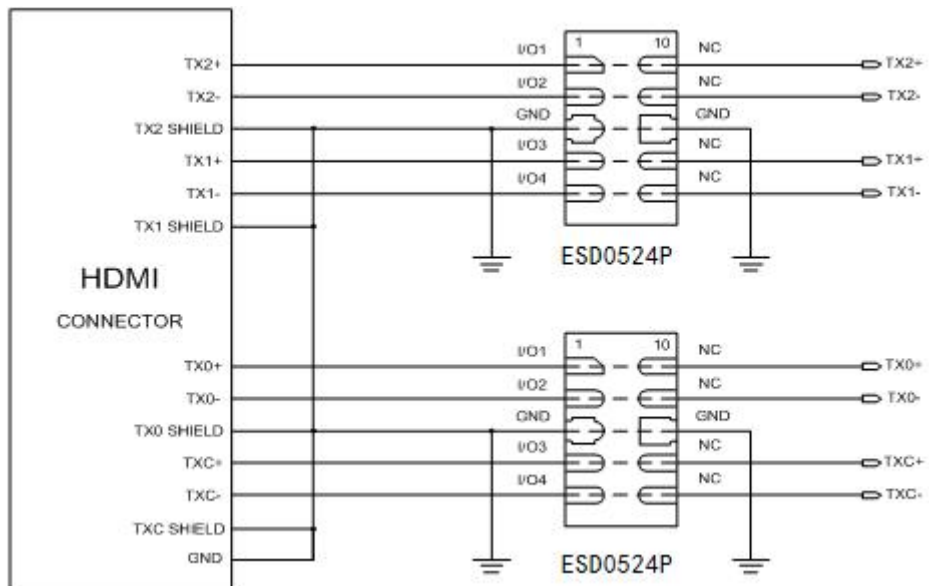 I/O1 1 10 NC
TX2+ TX2+
I/O2 NC
TX2- TX2-
GND GND
TX2 SHIELD
I/O3 NC
TX1+ TX1+
I/O4 NC
TX1- TX1-
TX1 SHIELD
ESD0524P
HDMI
CONNECTOR
I/O1 1 10 NC
TX0+ TX0+
I/O2 NC
TX0- TX0-
GND GND
TX0 SHIELD
I/O3 NC
TXC+ TXC+
I/O4 NC
TXC- TXC-
TXC SHIELD
GND
ESD0524P